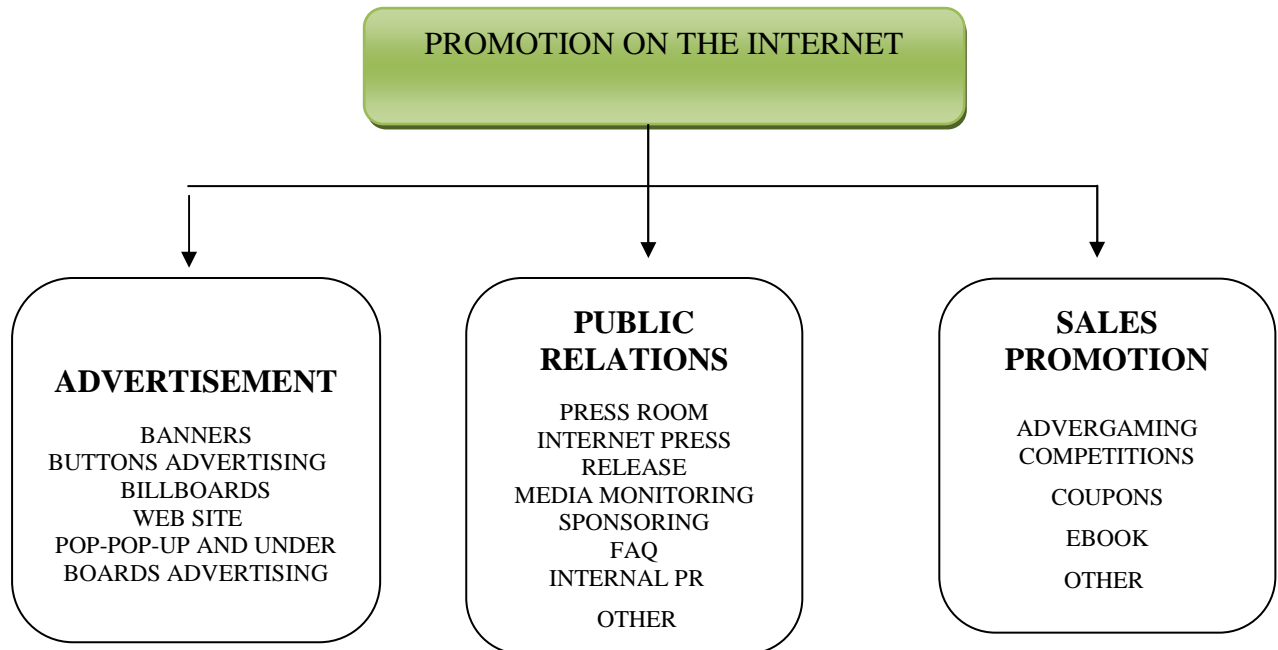 PROMOTION ON THE INTERNET
ADVERTISEMENT
BANNERS
BUTTONS ADVERTISING
BILLBOARDS
WEB SITE
POP-POP-UP AND UNDER
BOARDS ADVERTISING
PUBLIC
RELATIONS
PRESS ROOM
INTERNET PRESS
RELEASE
MEDIA MONITORING
SPONSORING
FAQ
INTERNAL PR
OTHER
SALES
PROMOTION
ADVERGAMING
COMPETITIONS
COUPONS
EBOOK
OTHER